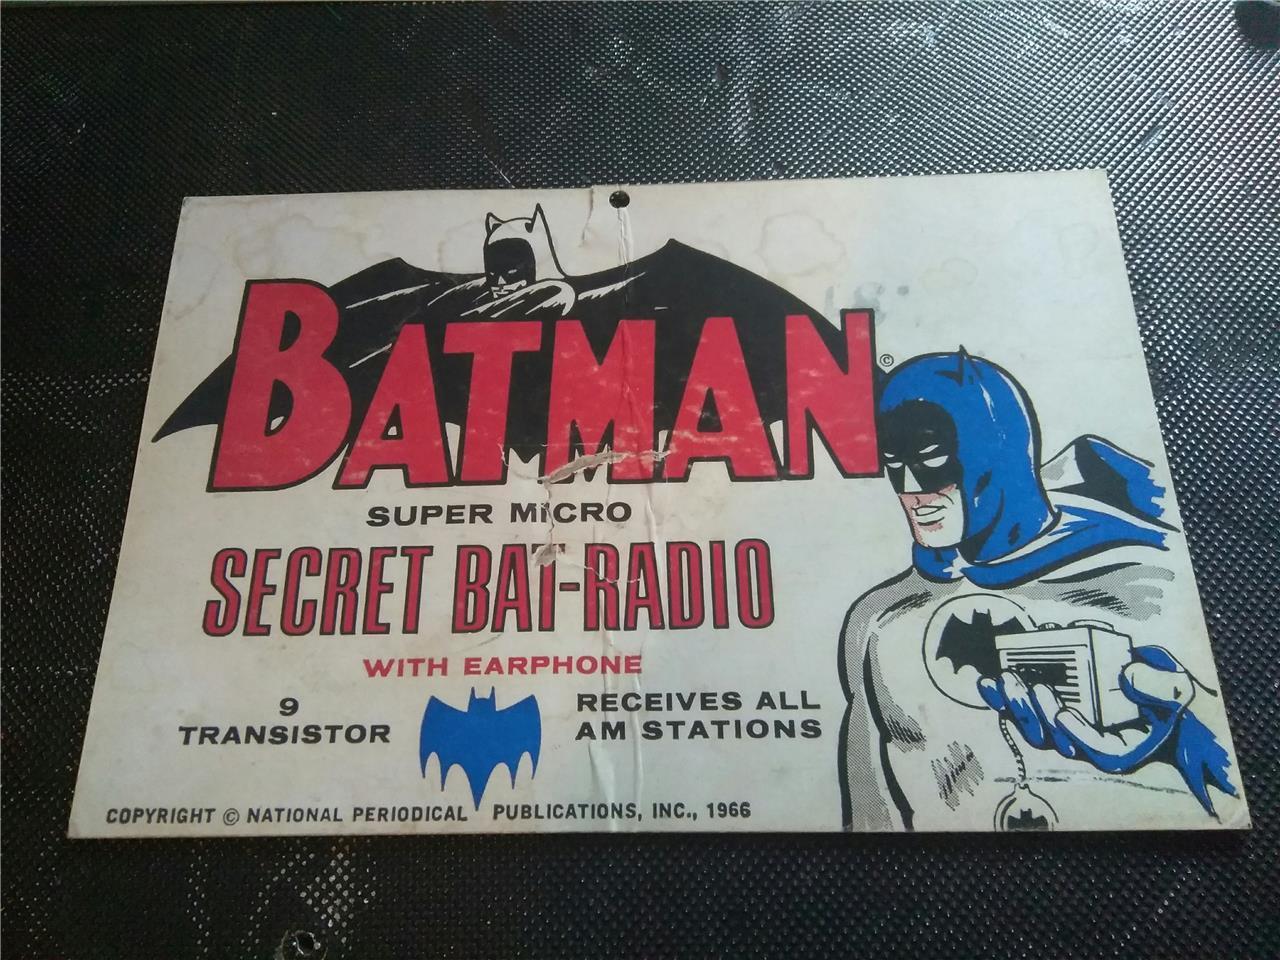 BATMAN ©
SUPER MICRO
SECRET BAT-RADIO
WITH EARPHONE
9
TRANSISTOR
RECEIVES ALL
AM STATIONS
COPYRIGHT © NATIONAL PERIODICAL PUBLICATIONS, INC., 1966